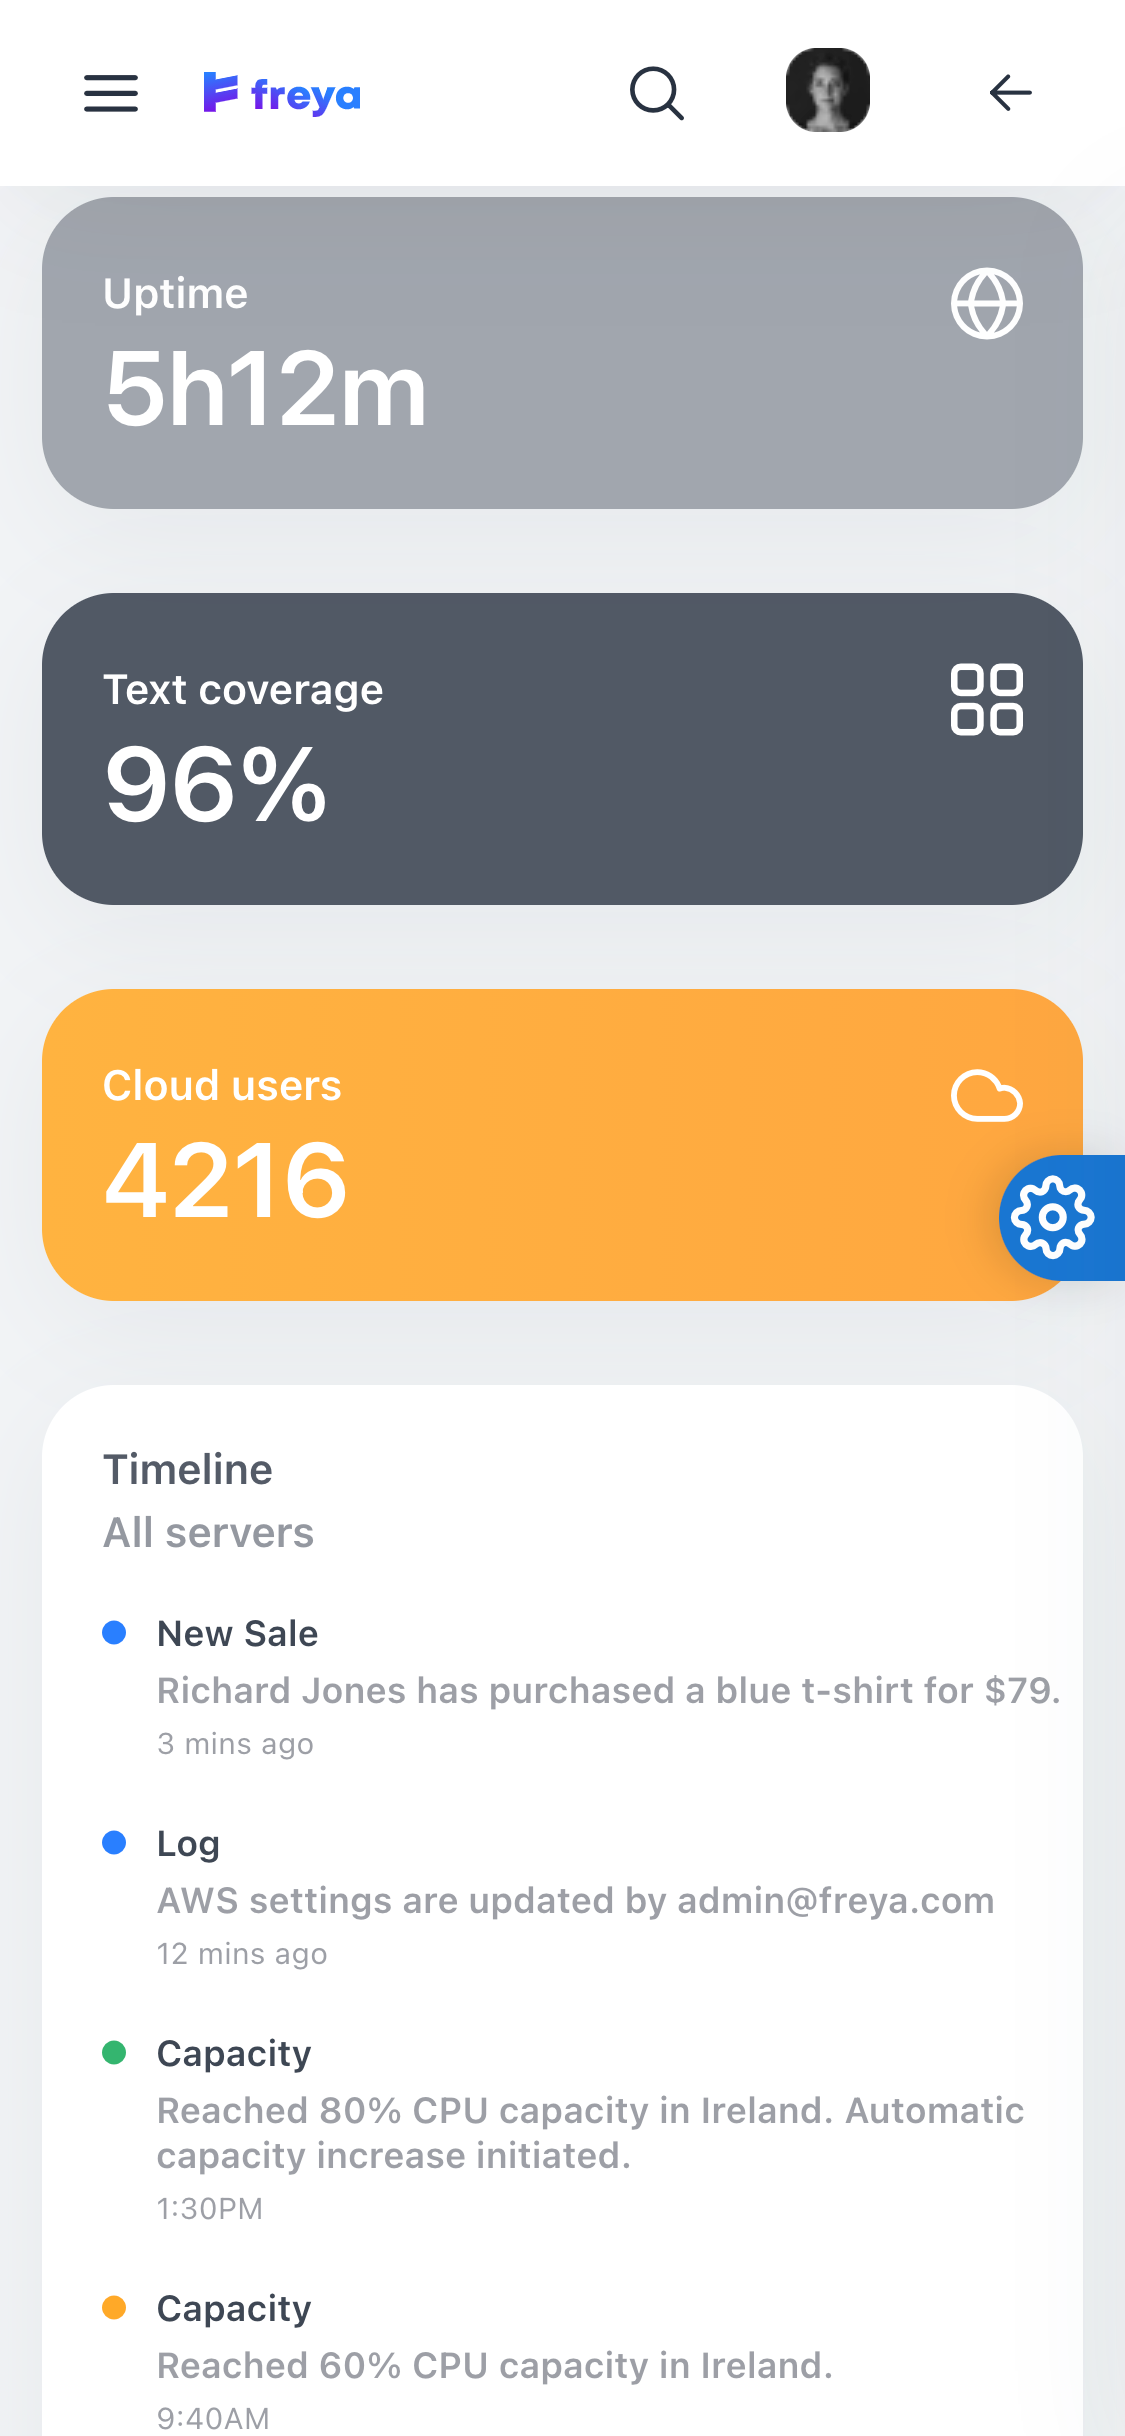 freya
Uptime
5h12m
Text coverage
96%
Cloud users
4216
Timeline
All servers
New Sale
Richard Jones has purchased a blue t-shirt for $79.
3 mins ago
Log
AWS settings are updated by admin@freya.com
12 mins ago
Capacity
Reached 80% CPU capacity in Ireland. Automatic
capacity increase initiated.
1:30PM
Capacity
Reached 60% CPU capacity in Ireland.
9:40AM